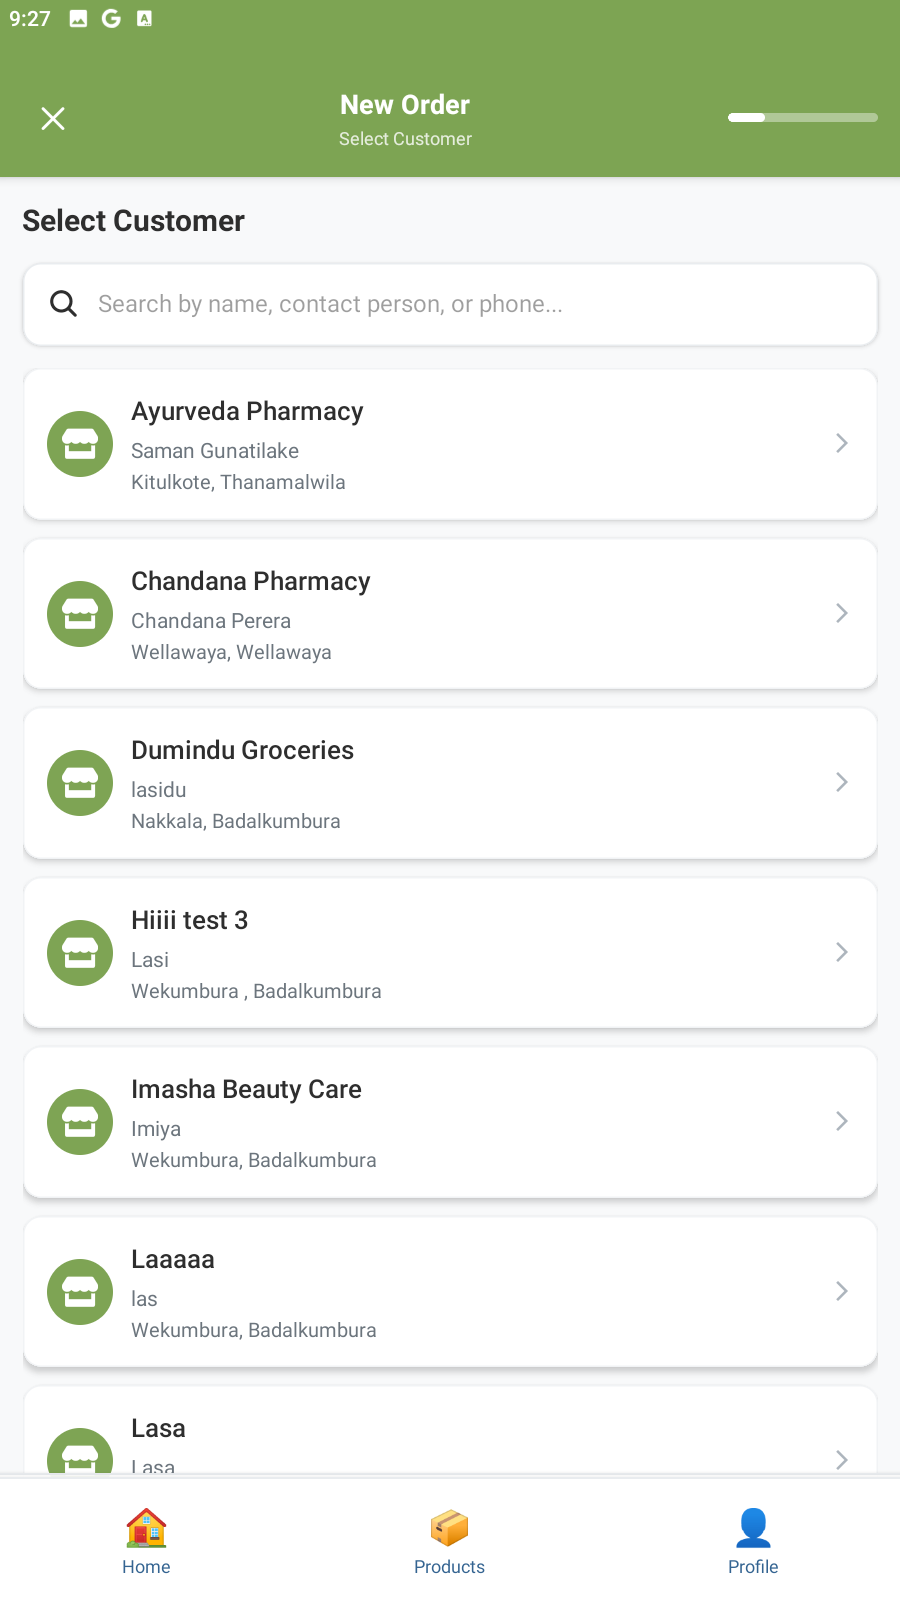 9:27
New Order
Select Customer
Select Customer
Search by name, contact person, or phone...
Ayurveda Pharmacy
Saman Gunatilake
Kitulkote, Thanamalwila
Chandana Pharmacy
Chandana Perera
Wellawaya, Wellawaya
Dumindu Groceries
lasidu
Nakkala, Badalkumbura
Hiiii test 3
Lasi
Wekumbura , Badalkumbura
Imasha Beauty Care
Imiya
Wekumbura, Badalkumbura
Laaaaa
las
Wekumbura, Badalkumbura
Lasa
Lasa
Home
Products
Profile